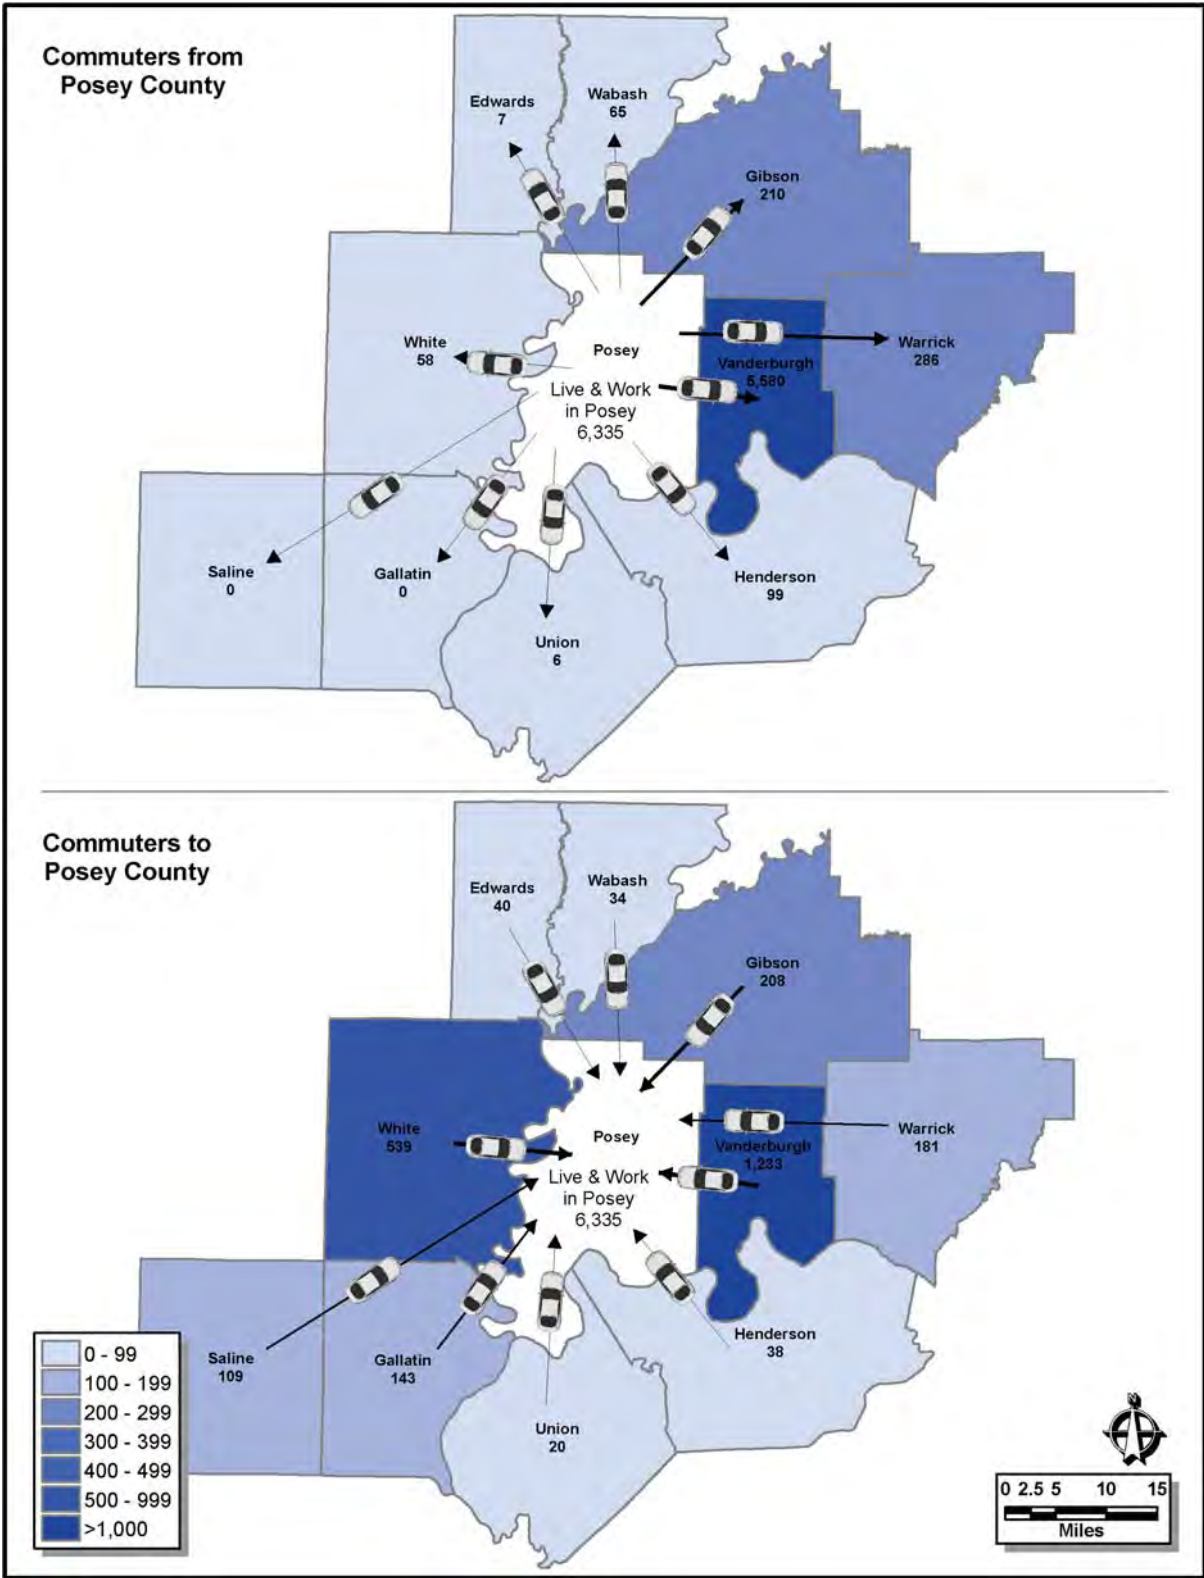 Commuters from
Posey County
Edwards
7
Wabash
65
Gibson
210
White
58
Posey
Live & Work
in Posey
6,335
Vanderburgh
5,580
Warrick
286
Saline
0
Gallatin
0
Union
6
Henderson
99
Commuters to
Posey County
Edwards
40
Wabash
34
Gibson
208
White
539
Posey
Live & Work
in Posey
6,335
Vanderburgh
1,233
Warrick
181
Saline
109
Gallatin
143
Union
20
Henderson
38
0 - 99
100 - 199
200 - 299
300 - 399
400 - 499
500 - 999
>1,000
N
0 2.5 5 10 15
Miles